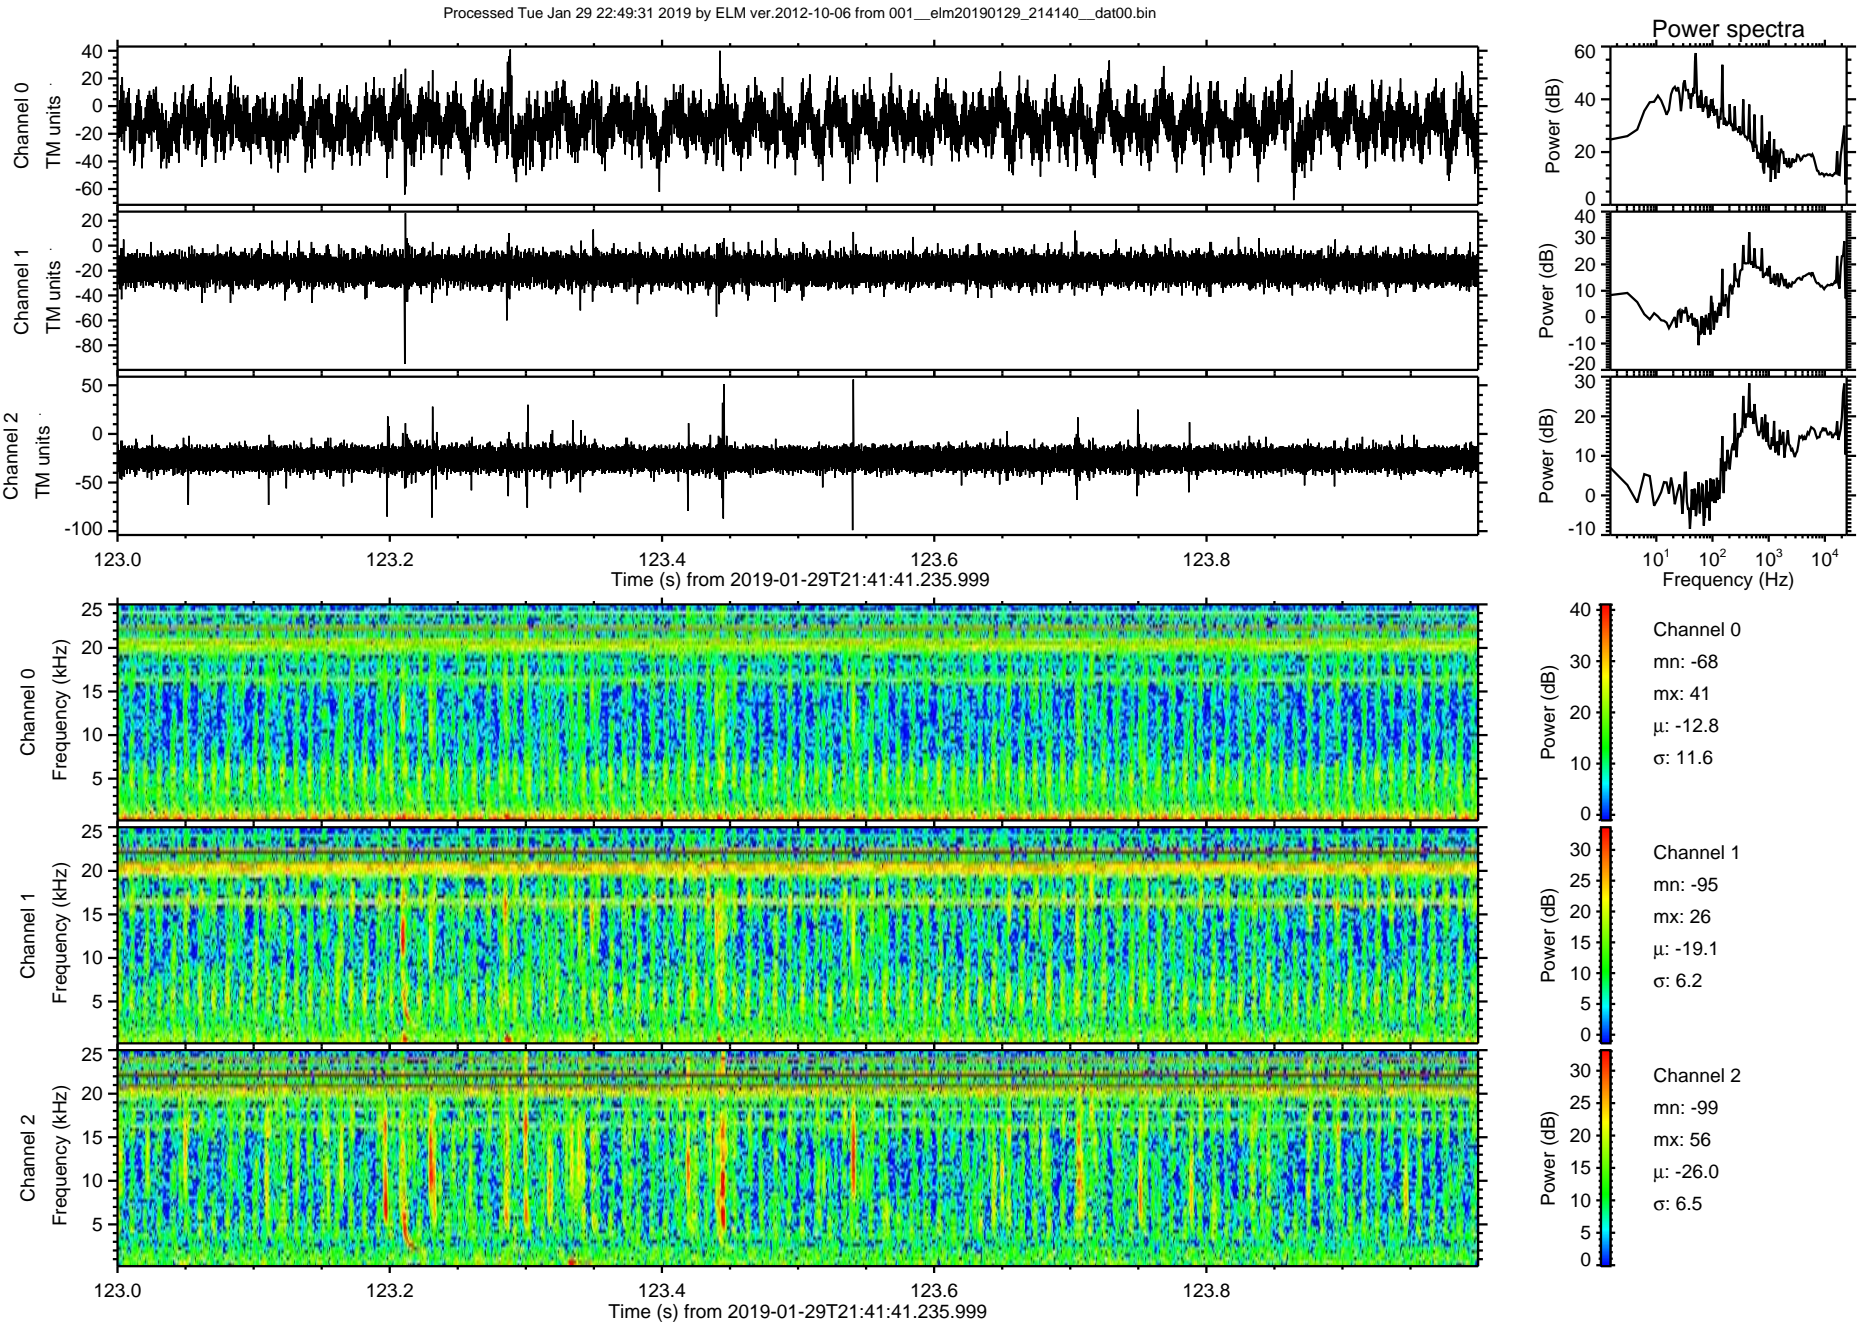 Processed Tue Jan 29 22:49:31 2019 by ELM ver.2012-10-06 from 001__elm20190129_214140__dat00.bin
Power spectra
Channel 0
TM units
40
20
0
-20
-40
-60
Power (dB)
60
40
20
0
Channel 1
TM units
20
0
-20
-40
-60
-80
Power (dB)
40
30
20
10
0
-10
-20
Channel 2
TM units
50
0
-50
-100
Power (dB)
30
20
10
0
-10
123.0 123.2 123.4 123.6 123.8
Time (s) from 2019-01-29T21:41:41.235.999
10^1 10^2 10^3 10^4
Frequency (Hz)
Channel 0
Frequency (kHz)
25
20
15
10
5
Power (dB)
40
30
20
10
0
Channel 0
mn: -68
mx: 41
μ: -12.8
σ: 11.6
Channel 1
Frequency (kHz)
25
20
15
10
5
Power (dB)
30
25
20
15
10
5
0
Channel 1
mn: -95
mx: 26
μ: -19.1
σ: 6.2
Channel 2
Frequency (kHz)
25
20
15
10
5
Power (dB)
30
25
20
15
10
5
0
Channel 2
mn: -99
mx: 56
μ: -26.0
σ: 6.5
123.0 123.2 123.4 123.6 123.8
Time (s) from 2019-01-29T21:41:41.235.999